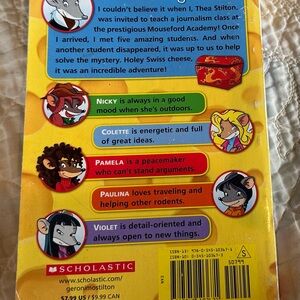 I couldn't believe it when I, Thea Stilton,
was invited to teach a journalism class at
the prestigious Mouseford Academy! Once
I arrived, I met five amazing students. And when
another student disappeared, it was up to us to help
solve the mystery. Holey Swiss cheese, it
was an incredible adventure!
NICKY is always in a good
mood when she's outdoors.
COLETTE is energetic and full
of great ideas.
PAMELA is a peacemaker
who can't stand arguments.
PAULINA loves traveling and
helping other rodents.
VIOLET is detail-oriented and
always open to new things.
SCHOLASTIC
scholastic.com/
geronimostilton
$7.99 US / $9.99 CAN
S
50799